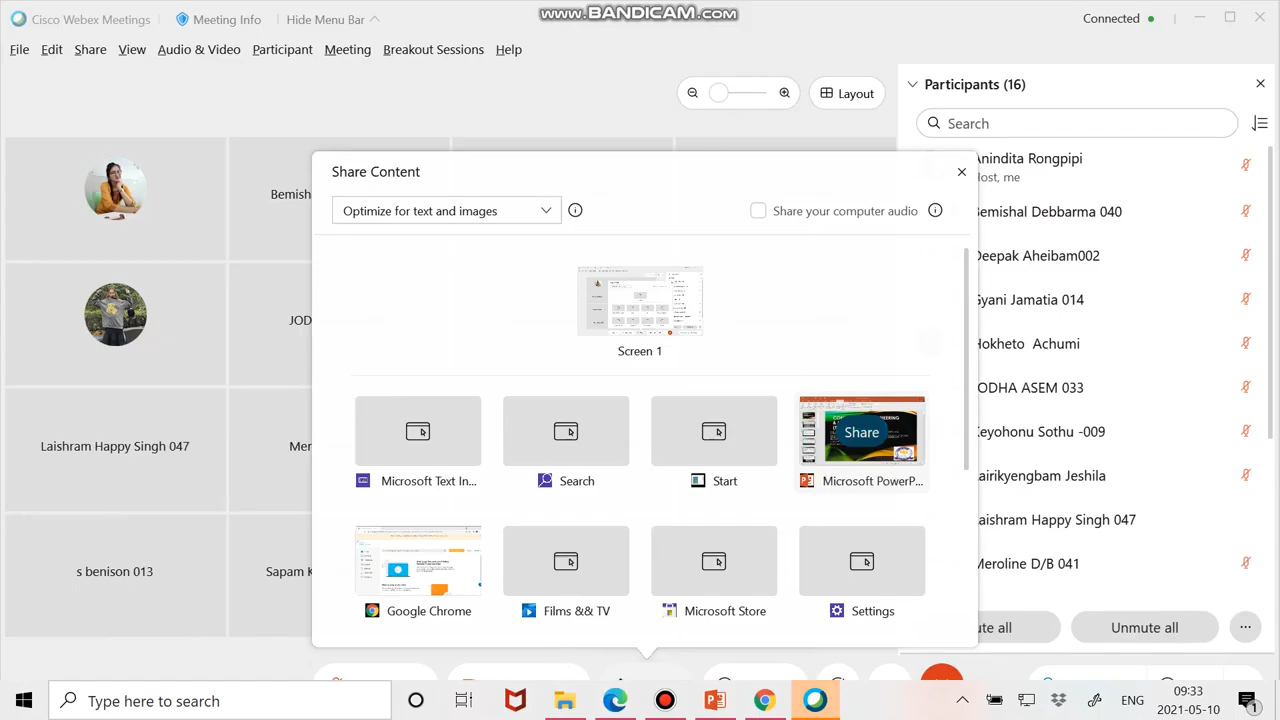 Cisco Webex Meetings
Meeting Info
Hide Menu Bar
www.BANDICAM.com
Connected
File Edit Share View Audio & Video Participant Meeting Breakout Sessions Help
Layout
Participants (16)
Search
Anindita Rongpipi
Host, me
Share Content
Optimize for text and images
Share your computer audio
Bemish
Bemishal Debbarma 040
Deepak Aheibam002
Gyani Jamatia 014
JOD
Hokheto Achumi
Screen 1
JODHA ASEM 033
Keyohonu Sothu -009
Share
Laishram Happy Singh 047
Mer
Microsoft Text In...
Search
Start
Microsoft PowerP...
Lairikyengbam Jeshila
Laishram Happy Singh 047
s benison 013
Sapam K
Meroline D/B 041
Google Chrome
Films && TV
Microsoft Store
Settings
ute all
Unmute all
Type here to search
ENG
09:33
2021-05-10
1